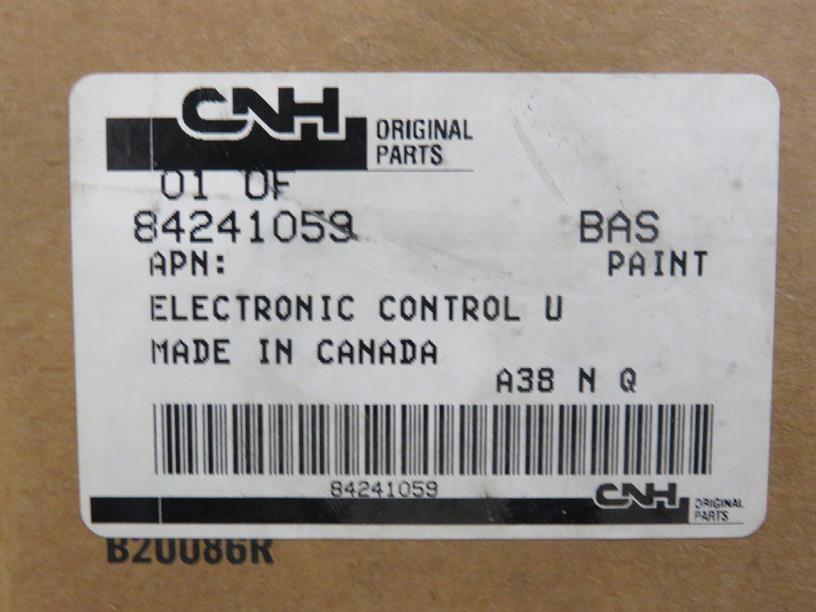 CNH ORIGINAL
PARTS
01 OF
84241059 BAS
APN: PAINT
ELECTRONIC CONTROL U
MADE IN CANADA
A38 N Q
84241059
CNH ORIGINAL
PARTS
B20086R